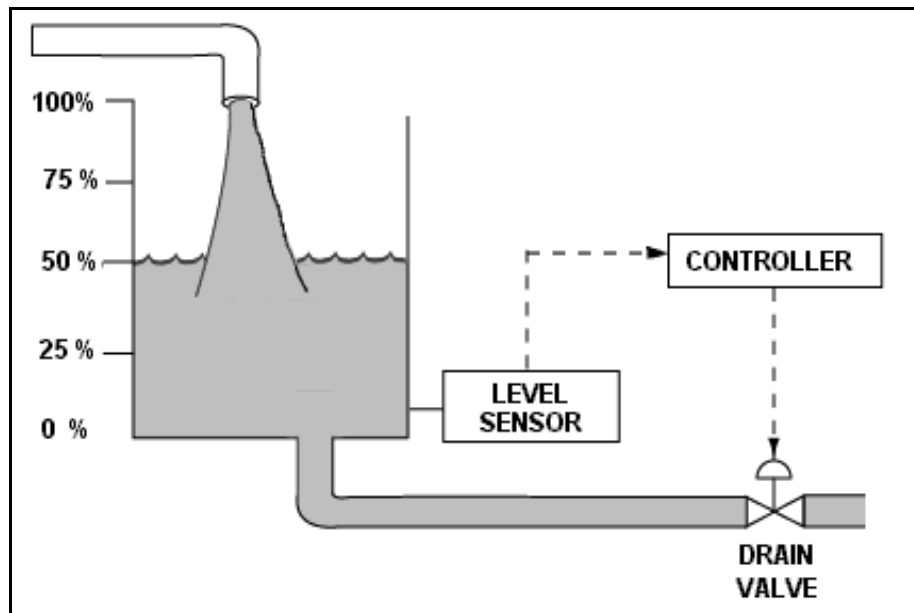 100%
75 %
50 %
25 %
0 %
LEVEL
SENSOR
CONTROLLER
DRAIN
VALVE